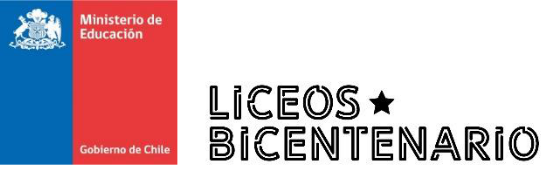 Ministerio de
Educación
Gobierno de Chile
LiCEOS ★
BiCENTENARiO